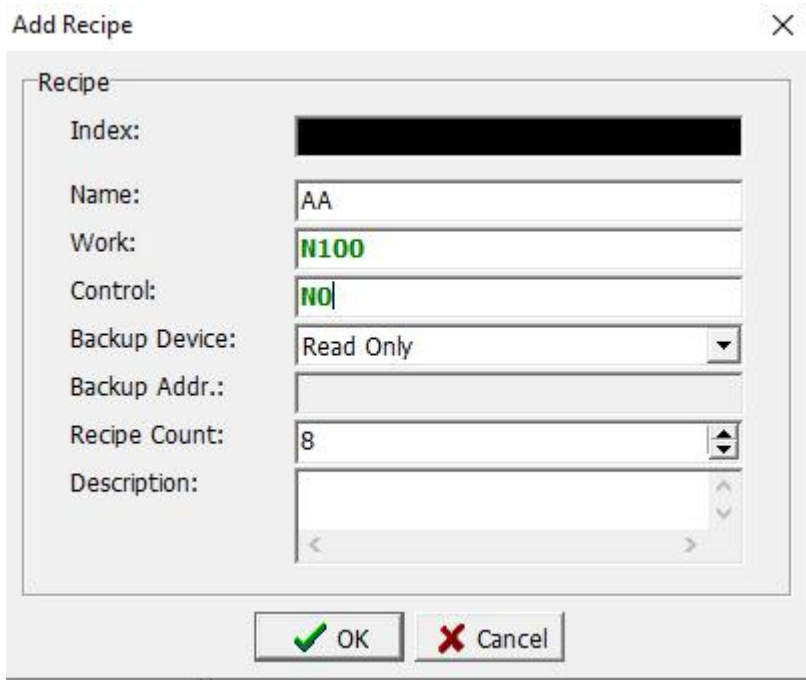 Add Recipe
Recipe
Index:
Name: AA
Work: N100
Control: N0
Backup Device: Read Only
Backup Addr.:
Recipe Count: 8
Description:
OK Cancel